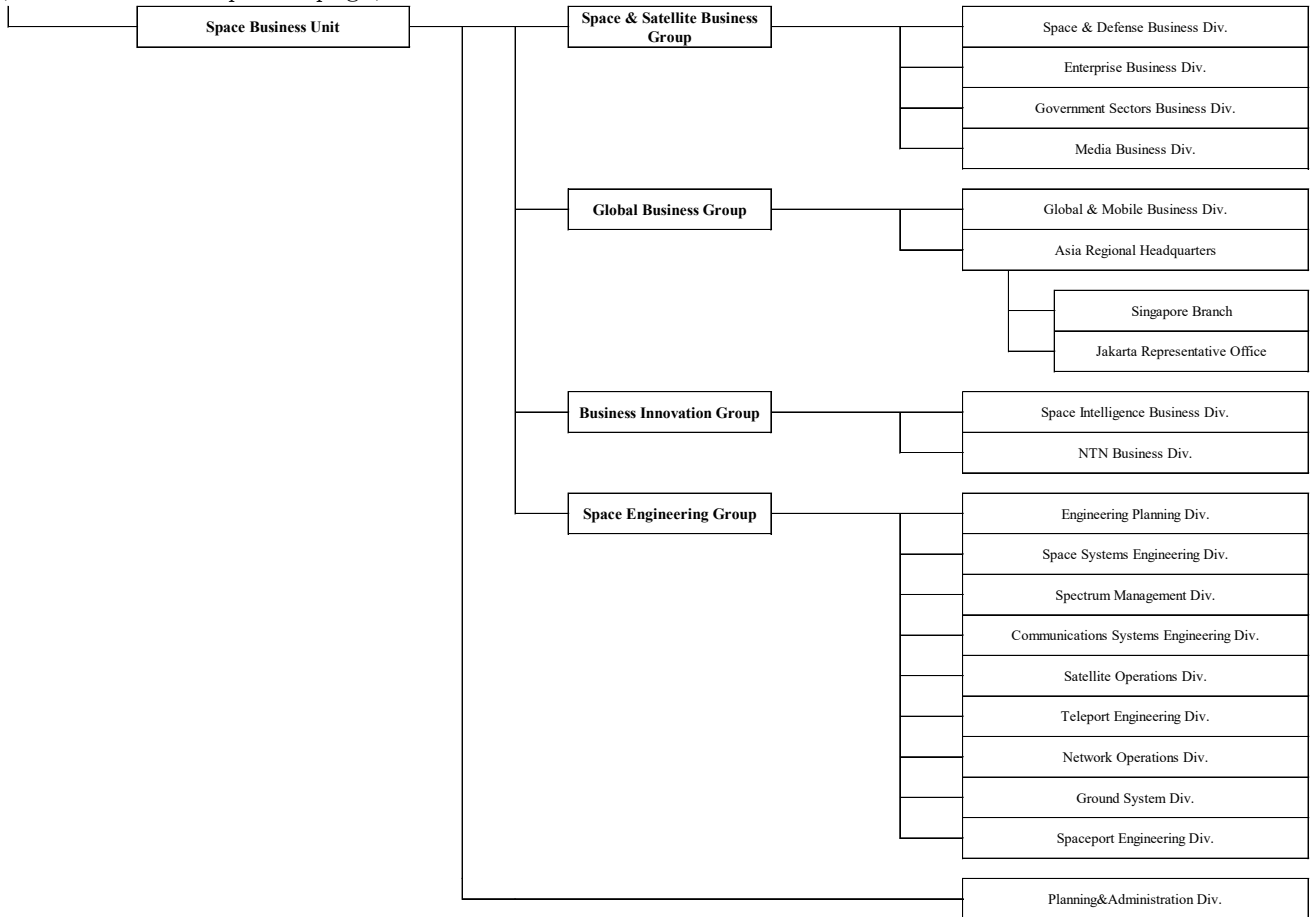 Space Business Unit
Space & Satellite Business
Group
Space & Defense Business Div.
Enterprise Business Div.
Government Sectors Business Div.
Media Business Div.
Global Business Group
Global & Mobile Business Div.
Asia Regional Headquarters
Singapore Branch
Jakarta Representative Office
Business Innovation Group
Space Intelligence Business Div.
NTN Business Div.
Space Engineering Group
Engineering Planning Div.
Space Systems Engineering Div.
Spectrum Management Div.
Communications Systems Engineering Div.
Satellite Operations Div.
Teleport Engineering Div.
Network Operations Div.
Ground System Div.
Spaceport Engineering Div.
Planning&Administration Div.